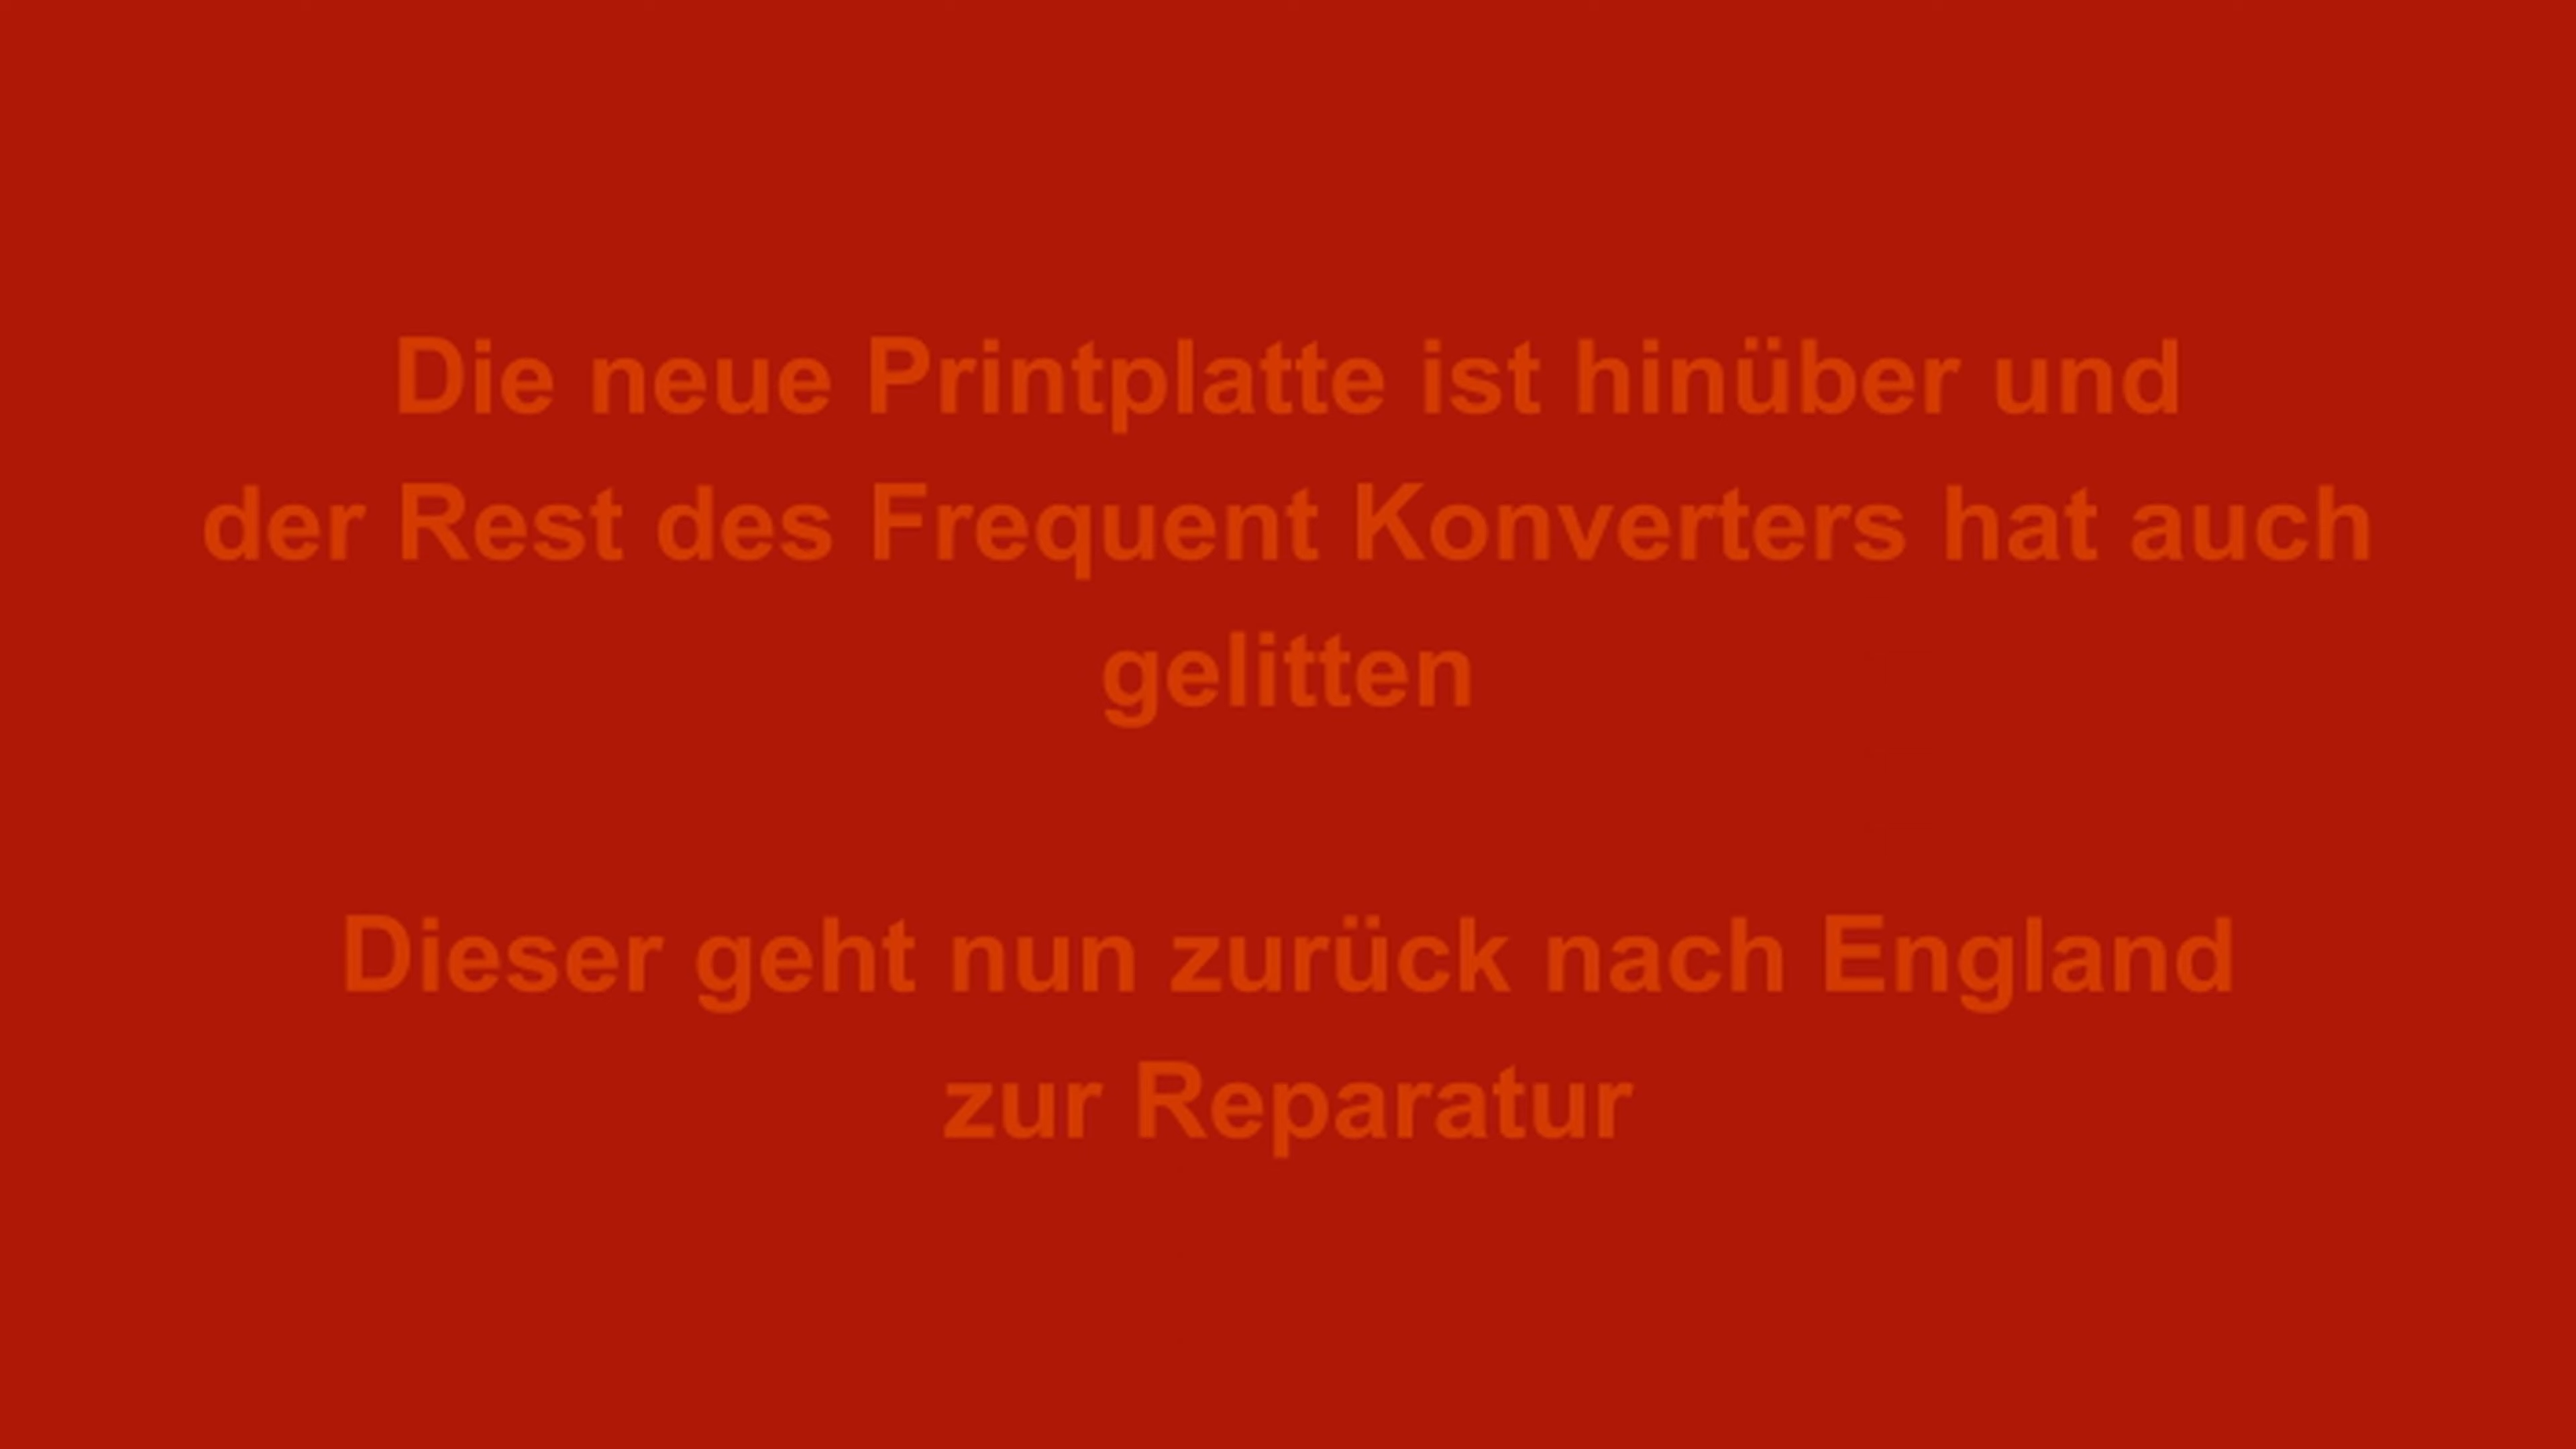 Die neue Printplatte ist hinüber und
der Rest des Frequent Konverters hat auch
gelitten
Dieser geht nun zurück nach England
zur Reparatur